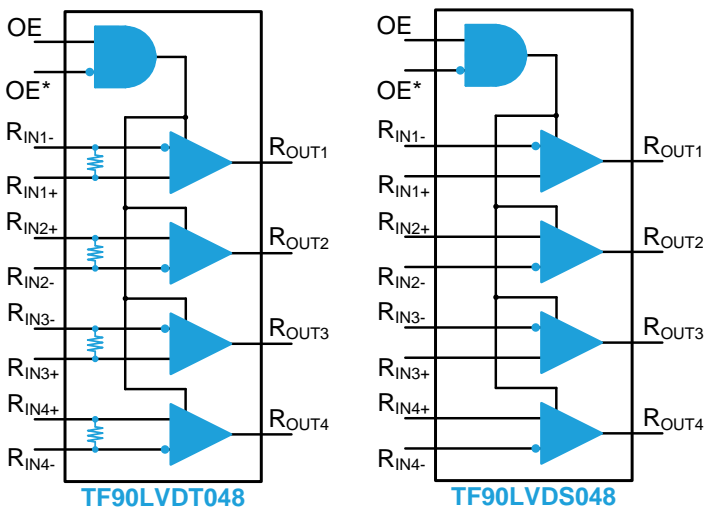 OE
OE*
RIN1-
RIN1+
RIN2+
RIN2-
RIN3-
RIN3+
RIN4+
RIN4-
ROUT1
ROUT2
ROUT3
ROUT4
TF90LVDT048
OE
OE*
RIN1-
RIN1+
RIN2+
RIN2-
RIN3-
RIN3+
RIN4+
RIN4-
ROUT1
ROUT2
ROUT3
ROUT4
TF90LVDS048